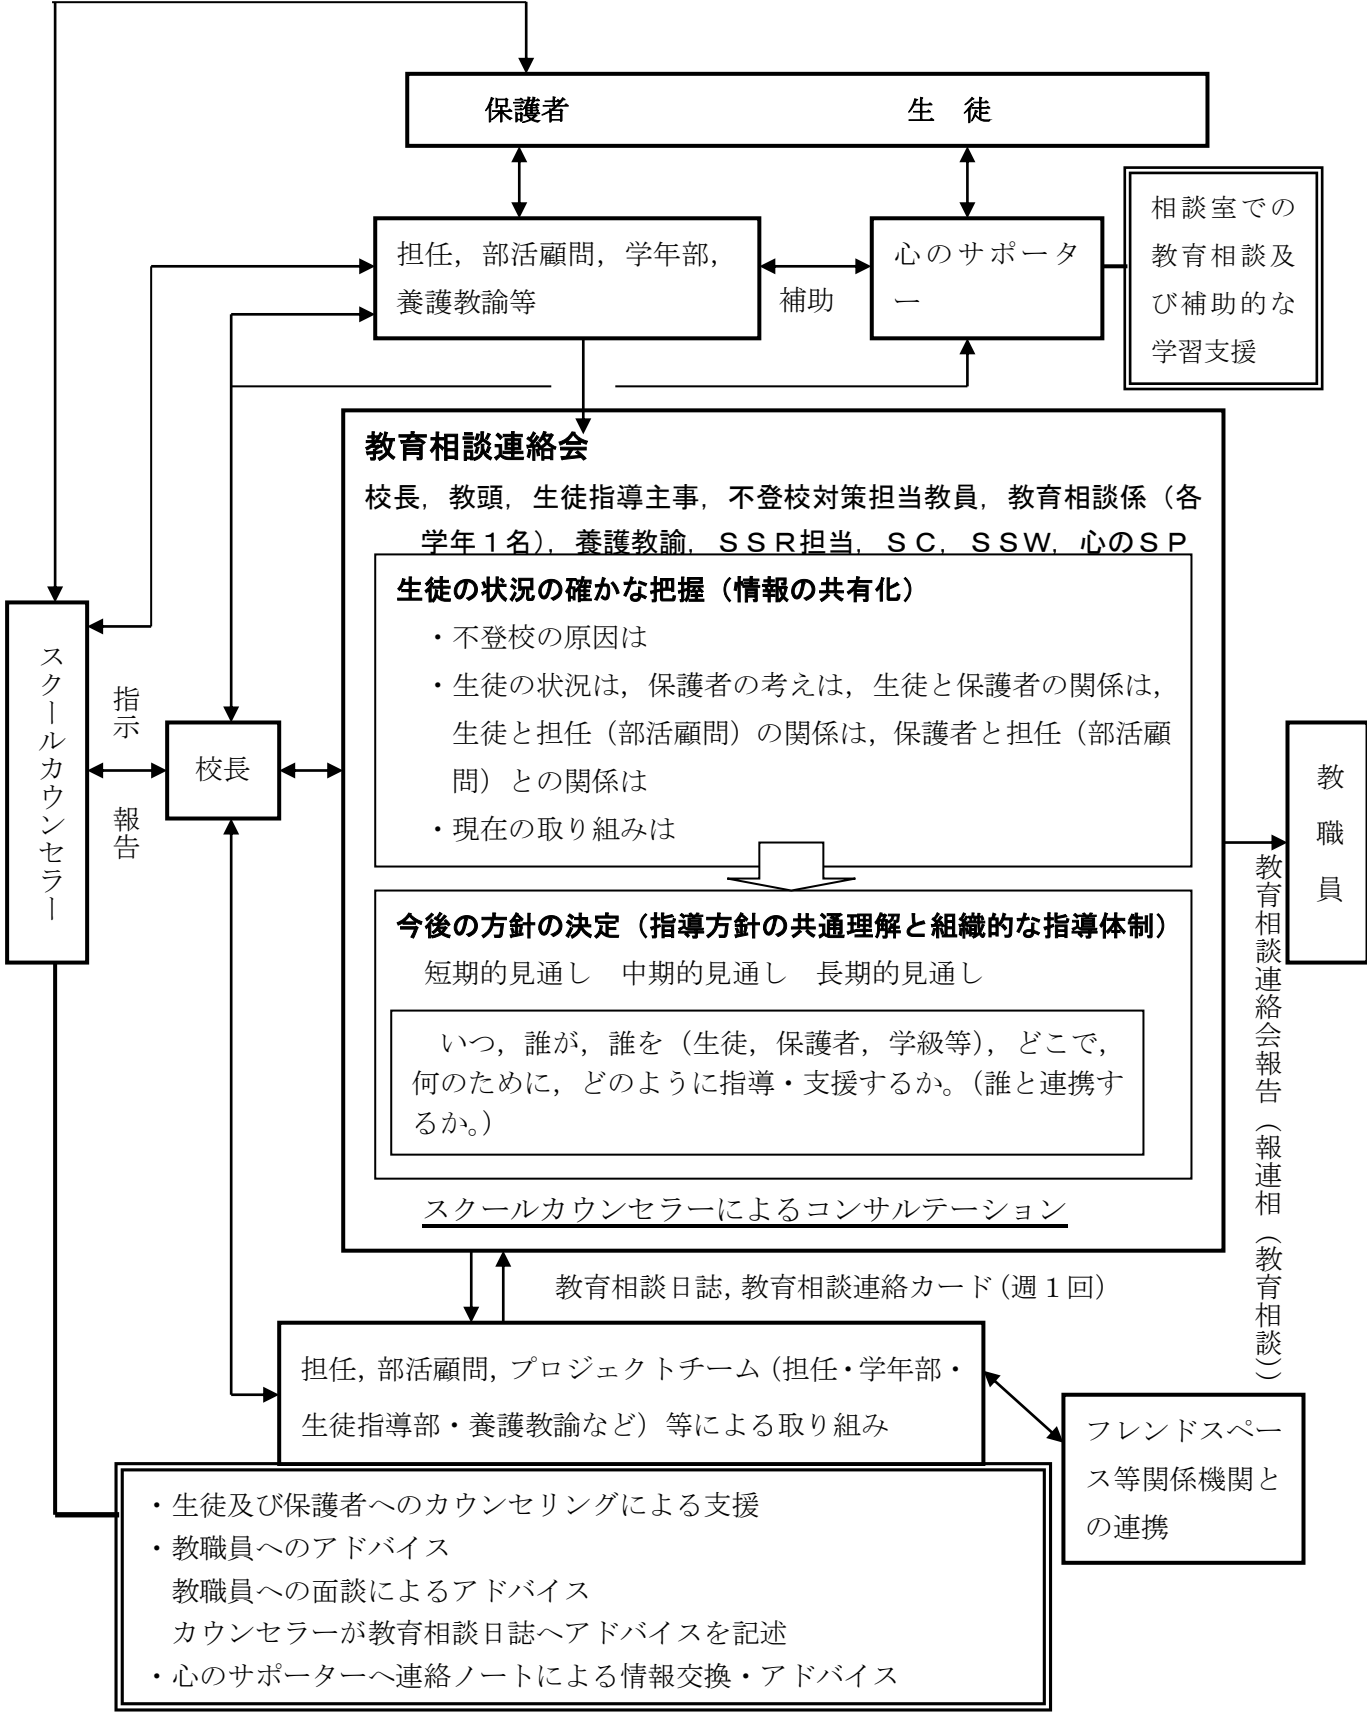 保護者　生　徒
担任，部活顧問，学年部，
養護教諭等
補助
心のサポータ
ー
相談室での
教育相談及
び補助的な
学習支援
教育相談連絡会
校長，教頭，生徒指導主事，不登校対策担当教員，教育相談係（各
学年１名），養護教諭，ＳＳＲ担当，ＳＣ，ＳＳＷ，心のＳＰ
生徒の状況の確かな把握（情報の共有化）
・不登校の原因は
・生徒の状況は，保護者の考えは，生徒と保護者の関係は，
生徒と担任（部活顧問）の関係は，保護者と担任（部活顧
問）との関係は
・現在の取り組みは
スクールカウンセラー
指示
報告
校長
教職員
今後の方針の決定（指導方針の共通理解と組織的な指導体制）
短期的見通し　中期的見通し　長期的見通し
いつ，誰が，誰を（生徒，保護者，学級等），どこで，
何のために，どのように指導・支援するか。（誰と連携す
るか。）
スクールカウンセラーによるコンサルテーション
教育相談連絡会報告（報連相（教育相談））
教育相談日誌，教育相談連絡カード（週１回）
担任，部活顧問，プロジェクトチーム（担任・学年部・
生徒指導部・養護教諭など）等による取り組み
フレンドスペー
ス等関係機関と
の連携
・生徒及び保護者へのカウンセリングによる支援
・教職員へのアドバイス
教職員への面談によるアドバイス
カウンセラーが教育相談日誌へアドバイスを記述
・心のサポーターへ連絡ノートによる情報交換・アドバイス